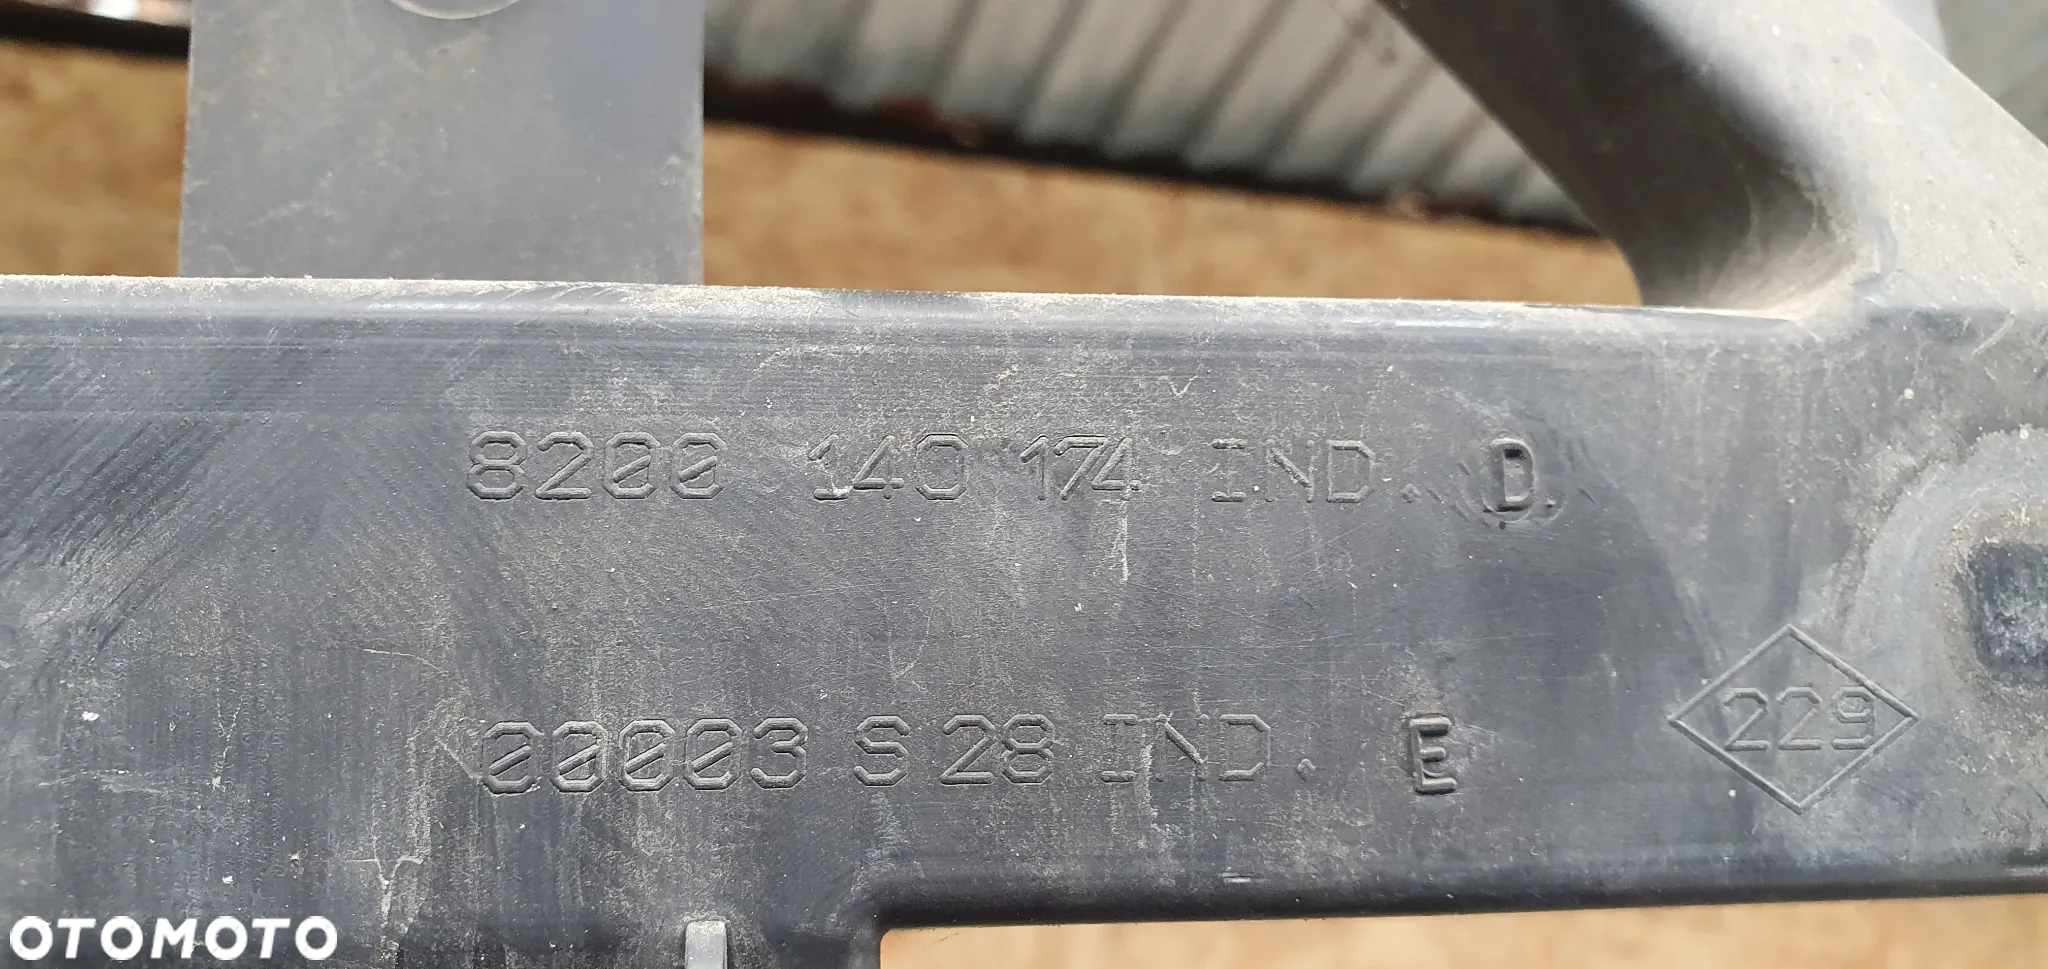 8200 140 174 IND. D
00003 S 28 IND. E
229
OTOMOTO